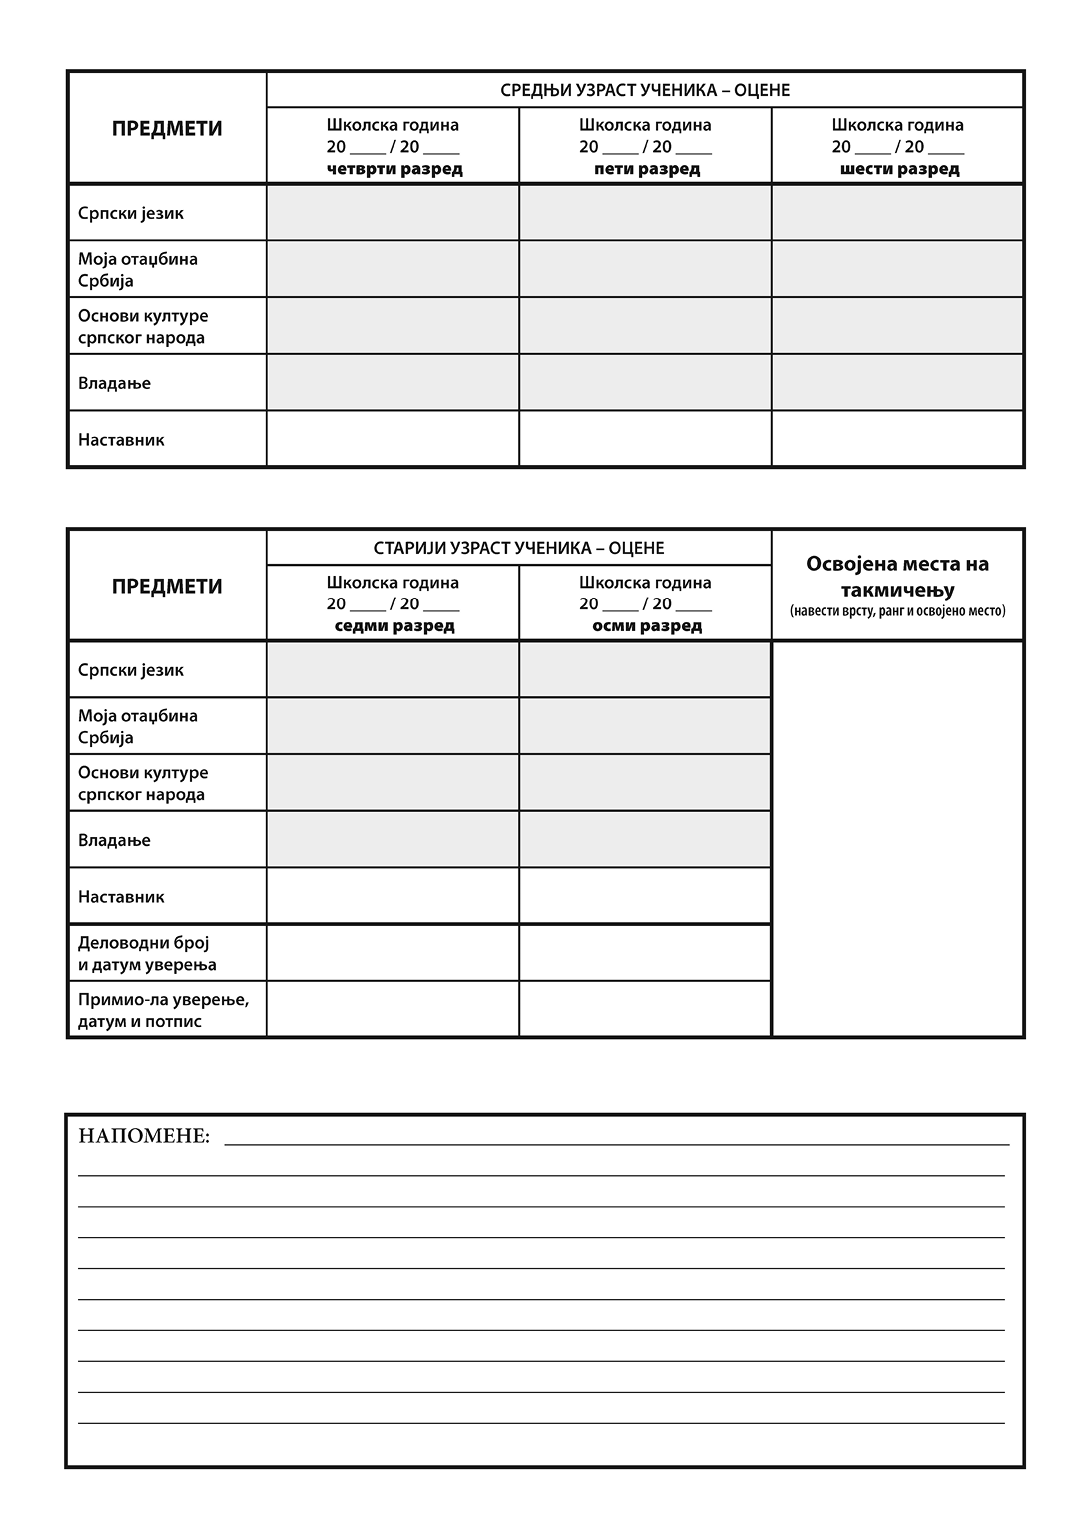 ПРЕДМЕТИ
СРЕДЊИ УЗРАСТ УЧЕНИКА – ОЦЕНЕ
Школска година
20 ____ / 20 ____
четврти разред
Школска година
20 ____ / 20 ____
пети разред
Школска година
20 ____ / 20 ____
шести разред
Српски језик
Моја отаџбина
Србија
Основи културе
српског народа
Владање
Наставник
ПРЕДМЕТИ
СТАРИЈИ УЗРАСТ УЧЕНИКА – ОЦЕНЕ
Школска година
20 ____ / 20 ____
седми разред
Школска година
20 ____ / 20 ____
осми разред
Освојена места на
такмичењу
(навести врсту, ранг и освојено место)
Српски језик
Моја отаџбина
Србија
Основи културе
српског народа
Владање
Наставник
Деловодни број
и датум уверења
Примио-ла уверење,
датум и потпис
НАПОМЕНЕ: